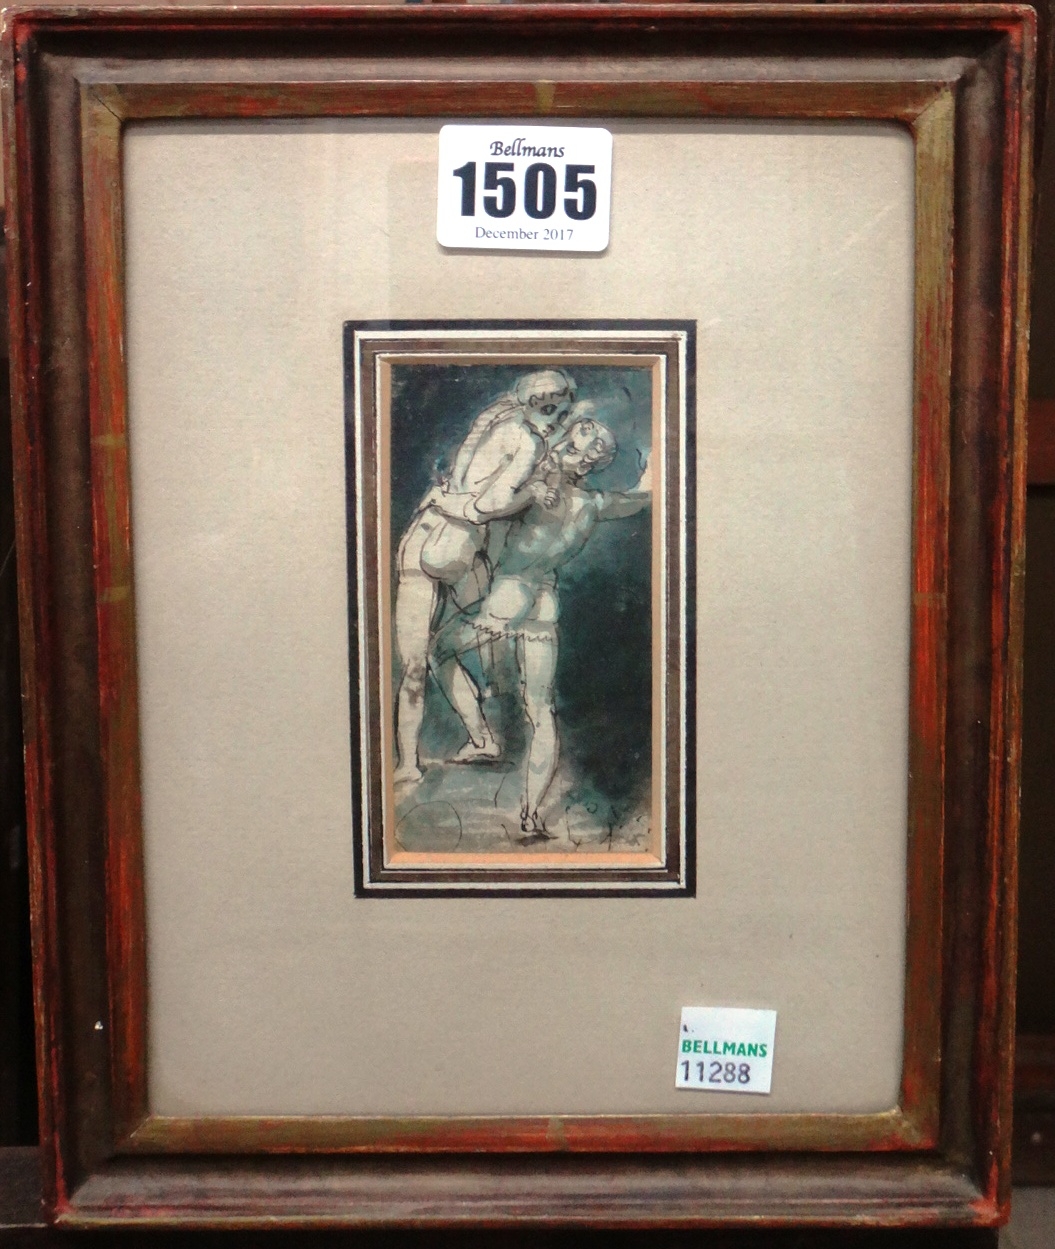 Bellmans
1505
December 2017
BELLMANS
11288